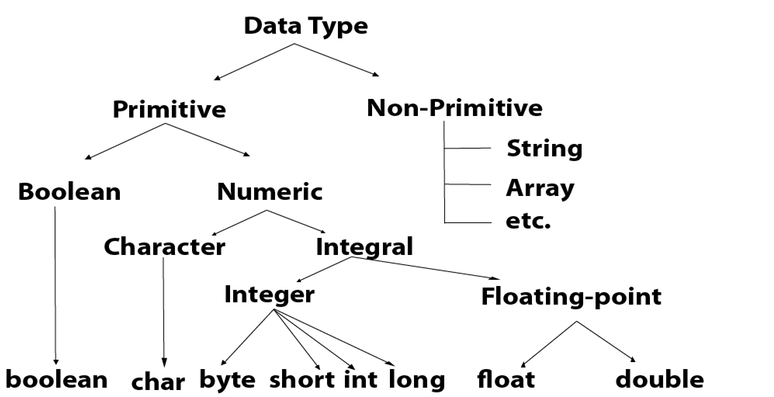 Data Type
Primitive
Non-Primitive
String
Array
etc.
Boolean
Numeric
Character
Integral
Integer
Floating-point
boolean
char
byte
short
int
long
float
double